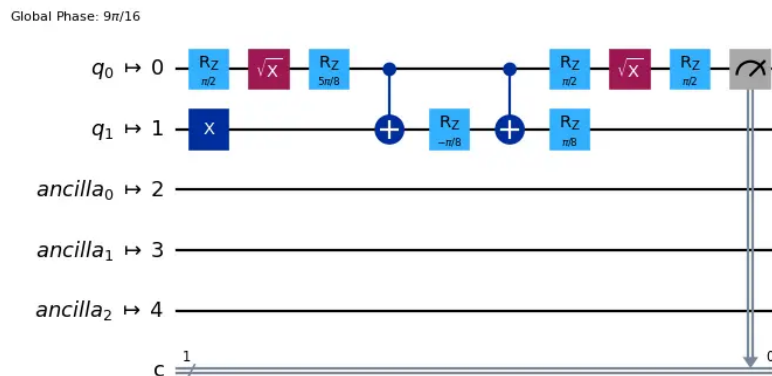 Global Phase: 9π/16
q₀ ↦ 0 R_Z π/2 √X R_Z 5π/8 R_Z π/2 √X R_Z π/2
q₁ ↦ 1 X R_Z −π/8 R_Z π/8
ancilla₀ ↦ 2
ancilla₁ ↦ 3
ancilla₂ ↦ 4
c 1 0